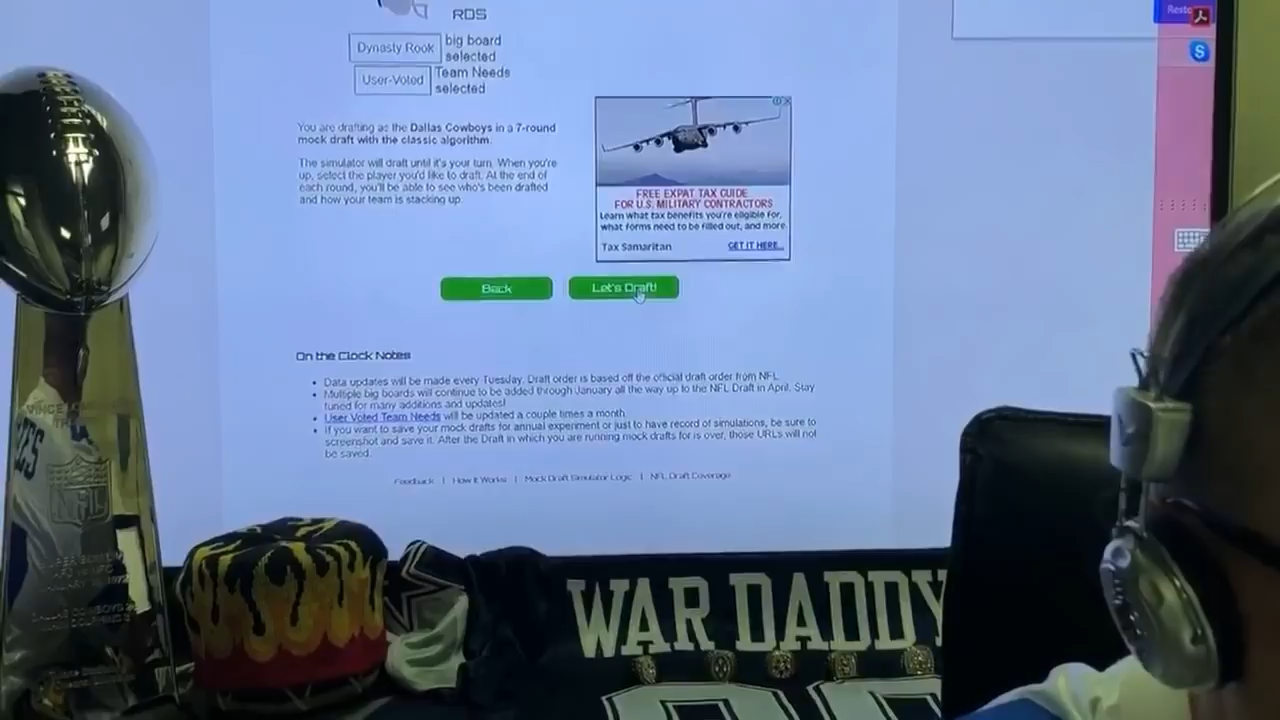 RDS
Dynasty Rook
big board
selected
User-Voted
Team Needs
selected
You are drafting as the Dallas Cowboys in a 7-round
mock draft with the classic algorithm.
The simulator will draft until it's your turn. When you're
up, select the player you'd like to draft. At the end of
each round, you'll be able to see who's been drafted
and how your team is stacking up.
FREE EXPAT TAX GUIDE
FOR U.S. MILITARY CONTRACTORS
Learn what tax benefits you're eligible for,
what forms need to be filled out, and more.
Tax Samaritan
GET IT HERE...
Back
Let's Draft!
On the Clock Notes
Data updates will be made every Tuesday. Draft order is based off the official draft order from NFL.
Multiple big boards will continue to be added through January all the way up to the NFL Draft in April. Stay
tuned for many additions and updates!
User Voted Team Needs will be updated a couple times a month.
If you want to save your mock drafts for annual experiment or just to have record of simulations, be sure to
screenshot and save it. After the Draft in which you are running mock drafts for is over, those URLs will not
be saved.
Feedback | How it Works | Mock Draft Simulator Logic | NFL Draft Coverage
Resto
S
NFL
WAR DADDY